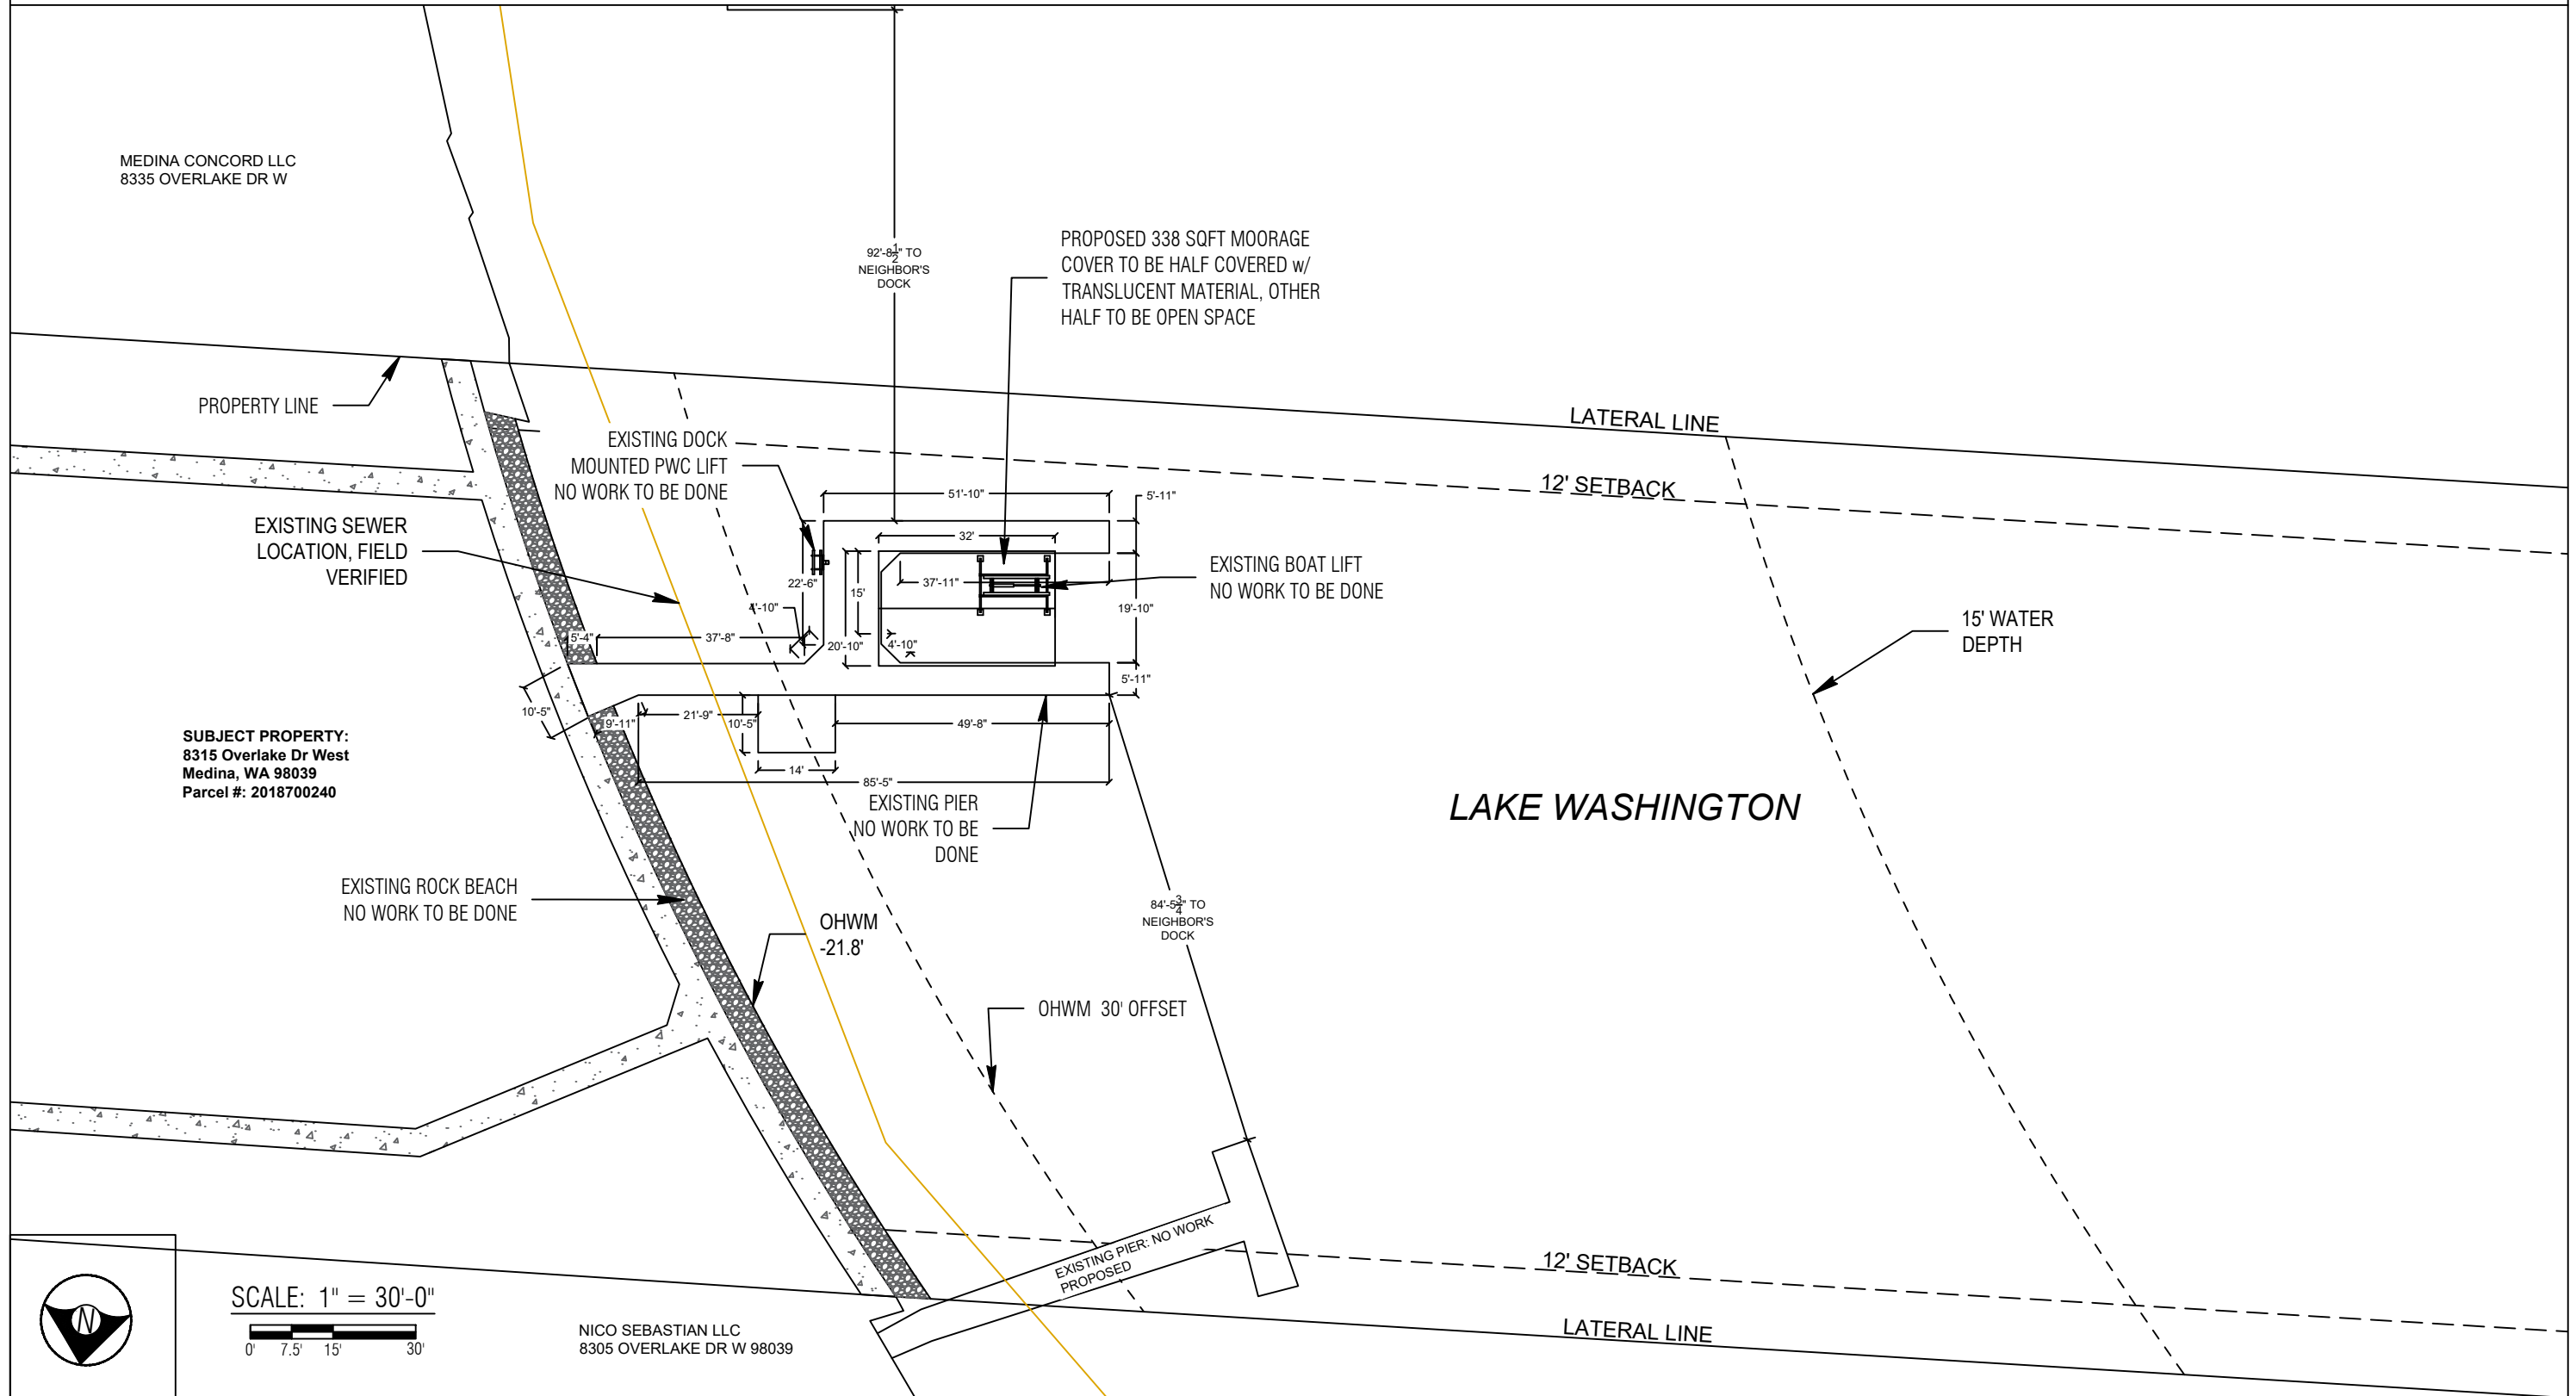 MEDINA CONCORD LLC
8335 OVERLAKE DR W
92'-8 1/2" TO
NEIGHBOR'S
DOCK
PROPOSED 338 SQFT MOORAGE
COVER TO BE HALF COVERED w/
TRANSLUCENT MATERIAL, OTHER
HALF TO BE OPEN SPACE
PROPERTY LINE
LATERAL LINE
EXISTING DOCK
MOUNTED PWC LIFT
NO WORK TO BE DONE
12' SETBACK
51'-10"
5'-11"
EXISTING SEWER
LOCATION, FIELD
VERIFIED
32'
EXISTING BOAT LIFT
NO WORK TO BE DONE
22'-6"
37'-11"
15'
4'-10"
19'-10"
15' WATER
DEPTH
5'-4"
37'-8"
20'-10"
4'-10"
5'-11"
10'-5"
9'-11"
21'-9"
10'-5"
49'-8"
SUBJECT PROPERTY:
8315 Overlake Dr West
Medina, WA 98039
Parcel #: 2018700240
14'
85'-5"
EXISTING PIER
NO WORK TO BE
DONE
LAKE WASHINGTON
EXISTING ROCK BEACH
NO WORK TO BE DONE
OHWM
-21.8'
84'-5 3/4" TO
NEIGHBOR'S
DOCK
OHWM 30' OFFSET
EXISTING PIER: NO WORK
PROPOSED
12' SETBACK
LATERAL LINE
N
SCALE: 1" = 30'-0"
0' 7.5' 15' 30'
NICO SEBASTIAN LLC
8305 OVERLAKE DR W 98039